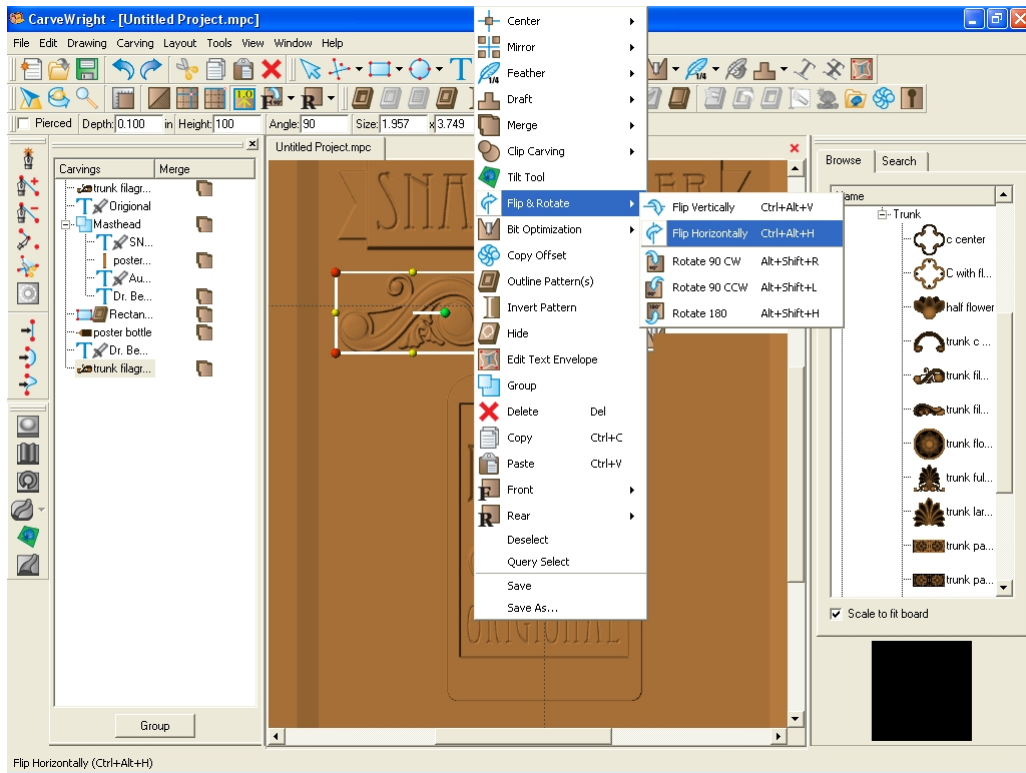 CarveWright - [Untitled Project.mpc]
File Edit Drawing Carving Layout Tools View Window Help
Pierced Depth: 0.100 in Height: 100 Angle: 90 Size: 1.957 x 3.749
Carvings Merge
trunk filagr...
Origional
Masthead
SN...
poster...
Au...
Dr. Be...
Rectan...
poster bottle
Dr. Be...
trunk filagr...
Group
Untitled Project.mpc
ORIGIONAL
Center
Mirror
Feather
Draft
Merge
Clip Carving
Tilt Tool
Flip & Rotate
Bit Optimization
Copy Offset
Outline Pattern(s)
Invert Pattern
Hide
Edit Text Envelope
Group
Delete Del
Copy Ctrl+C
Paste Ctrl+V
Front
Rear
Deselect
Query Select
Save
Save As...
Flip Vertically Ctrl+Alt+V
Flip Horizontally Ctrl+Alt+H
Rotate 90 CW Alt+Shift+R
Rotate 90 CCW Alt+Shift+L
Rotate 180 Alt+Shift+H
Browse Search
Trunk
c center
C with fl...
half flower
trunk c ...
trunk fil...
trunk fil...
trunk flo...
trunk ful...
trunk lar...
trunk pa...
trunk pa...
Scale to fit board
Flip Horizontally (Ctrl+Alt+H)